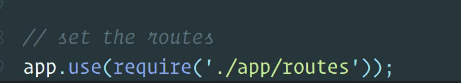 // set the routes
app.use(require('./app/routes'));